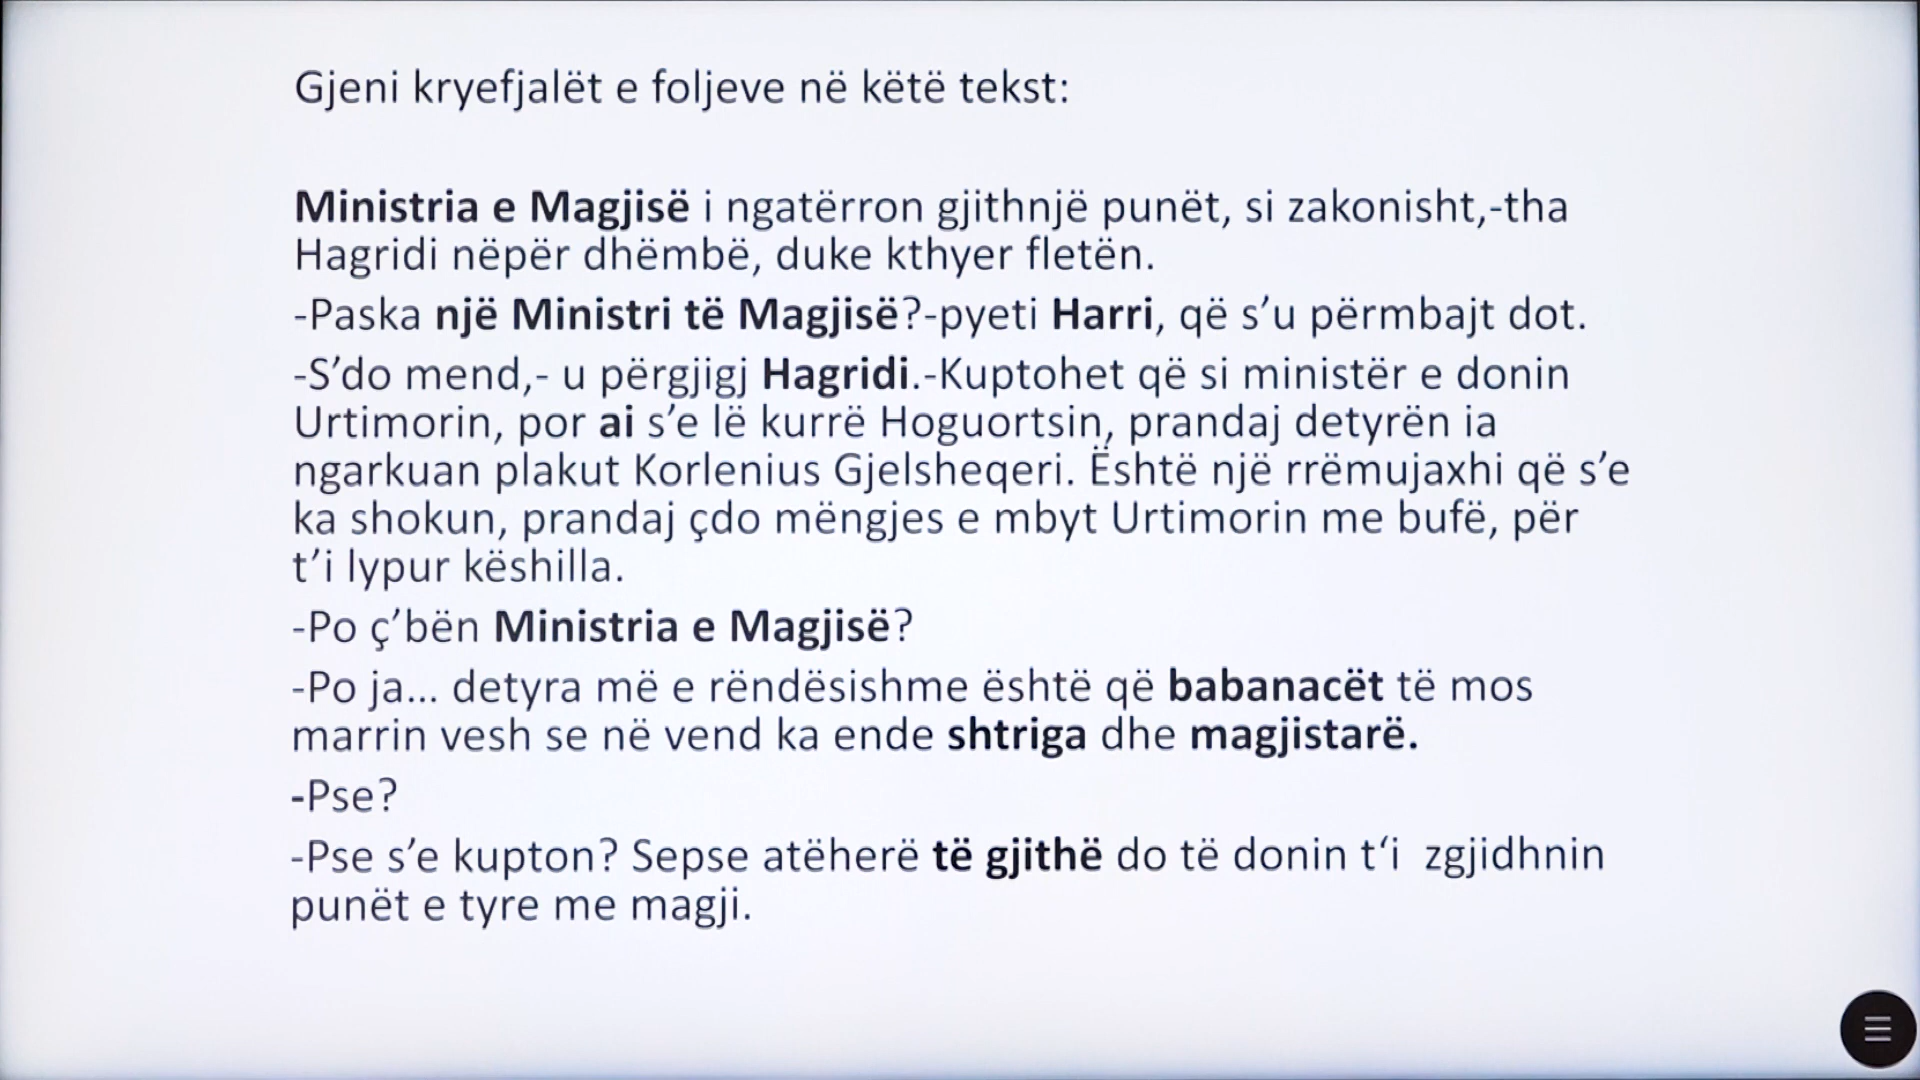 Gjeni kryefjalët e foljeve në këtë tekst:
Ministria e Magjisë i ngatërron gjithnjë punët, si zakonisht,-tha
Hagridi nëpër dhëmbë, duke kthyer fletën.
-Paska një Ministri të Magjisë?-pyeti Harri, që s’u përmbajt dot.
-S’do mend,- u përgjigj Hagridi.-Kuptohet që si ministër e donin
Urtimorin, por ai s’e lë kurrë Hoguortsin, prandaj detyrën ia
ngarkuan plakut Korlenius Gjelsheqeri. Është një rrëmujaxhi që s’e
ka shokun, prandaj çdo mëngjes e mbyt Urtimorin me bufë, për
t’i lypur këshilla.
-Po ç’bën Ministria e Magjisë?
-Po ja... detyra më e rëndësishme është që babanacët të mos
marrin vesh se në vend ka ende shtriga dhe magjistarë.
-Pse?
-Pse s’e kupton? Sepse atëherë të gjithë do të donin t‘i  zgjidhnin
punët e tyre me magji.